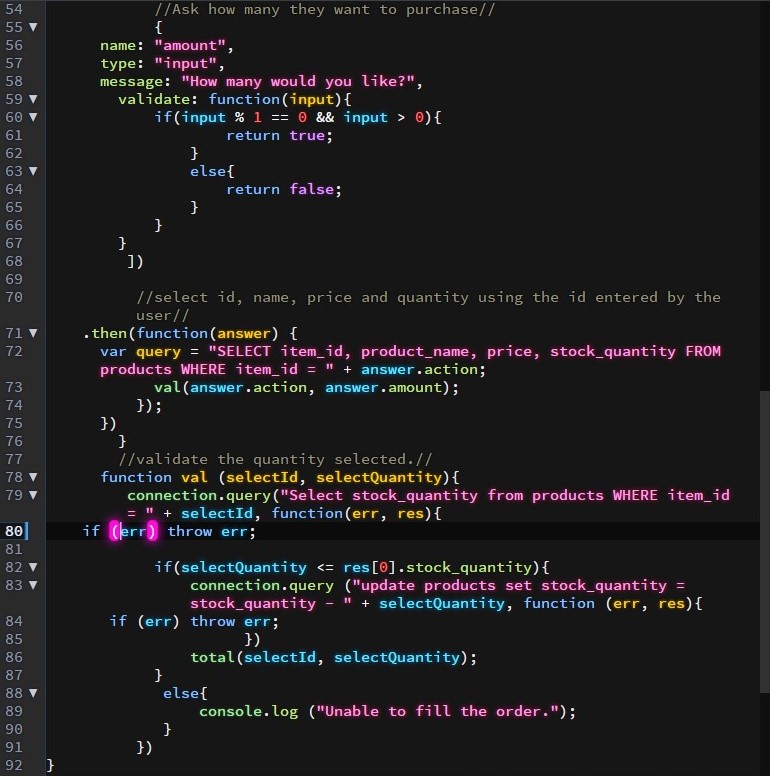 54 //Ask how many they want to purchase//
55 ▼ {
56 name: "amount",
57 type: "input",
58 message: "How many would you like?",
59 ▼ validate: function(input){
60 ▼ if(input % 1 == 0 && input > 0){
61 return true;
62 }
63 ▼ else{
64 return false;
65 }
66 }
67 }
68 ])
69
70 //select id, name, price and quantity using the id entered by the
user//
71 ▼ .then(function(answer) {
72 var query = "SELECT item_id, product_name, price, stock_quantity FROM
products WHERE item_id = " + answer.action;
73 val(answer.action, answer.amount);
74 });
75 })
76 }
77 //validate the quantity selected.//
78 ▼ function val (selectId, selectQuantity){
79 ▼ connection.query("Select stock_quantity from products WHERE item_id
= " + selectId, function(err, res){
80 if (err) throw err;
81
82 ▼ if(selectQuantity <= res[0].stock_quantity){
83 ▼ connection.query ("update products set stock_quantity =
stock_quantity - " + selectQuantity, function (err, res){
84 if (err) throw err;
85 })
86 total(selectId, selectQuantity);
87 }
88 ▼ else{
89 console.log ("Unable to fill the order.");
90 }
91 })
92 }